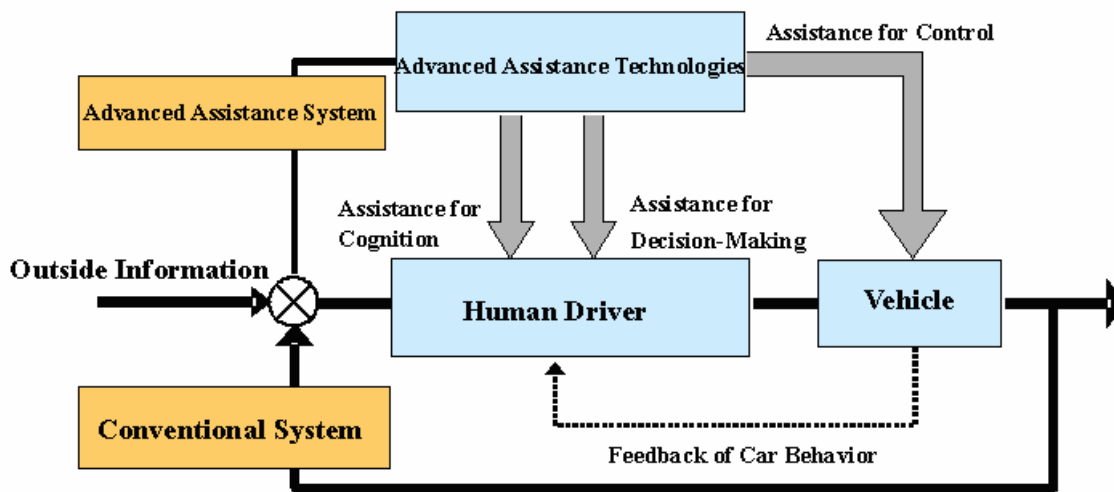 Assistance for Control
Advanced Assistance Technologies
Advanced Assistance System
Assistance for
Cognition
Assistance for
Decision-Making
Outside Information
Human Driver
Vehicle
Conventional System
Feedback of Car Behavior